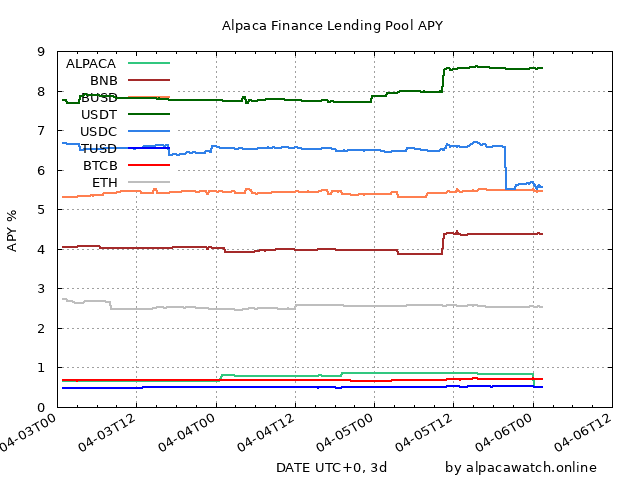 Alpaca Finance Lending Pool APY
9
8
7
6
5
4
3
2
1
0
APY %
ALPACA
BNB
BUSD
USDT
USDC
TUSD
BTCB
ETH
04-03T00
04-03T12
04-04T00
04-04T12
04-05T00
04-05T12
04-06T00
04-06T12
DATE UTC+0, 3d
by alpacawatch.online